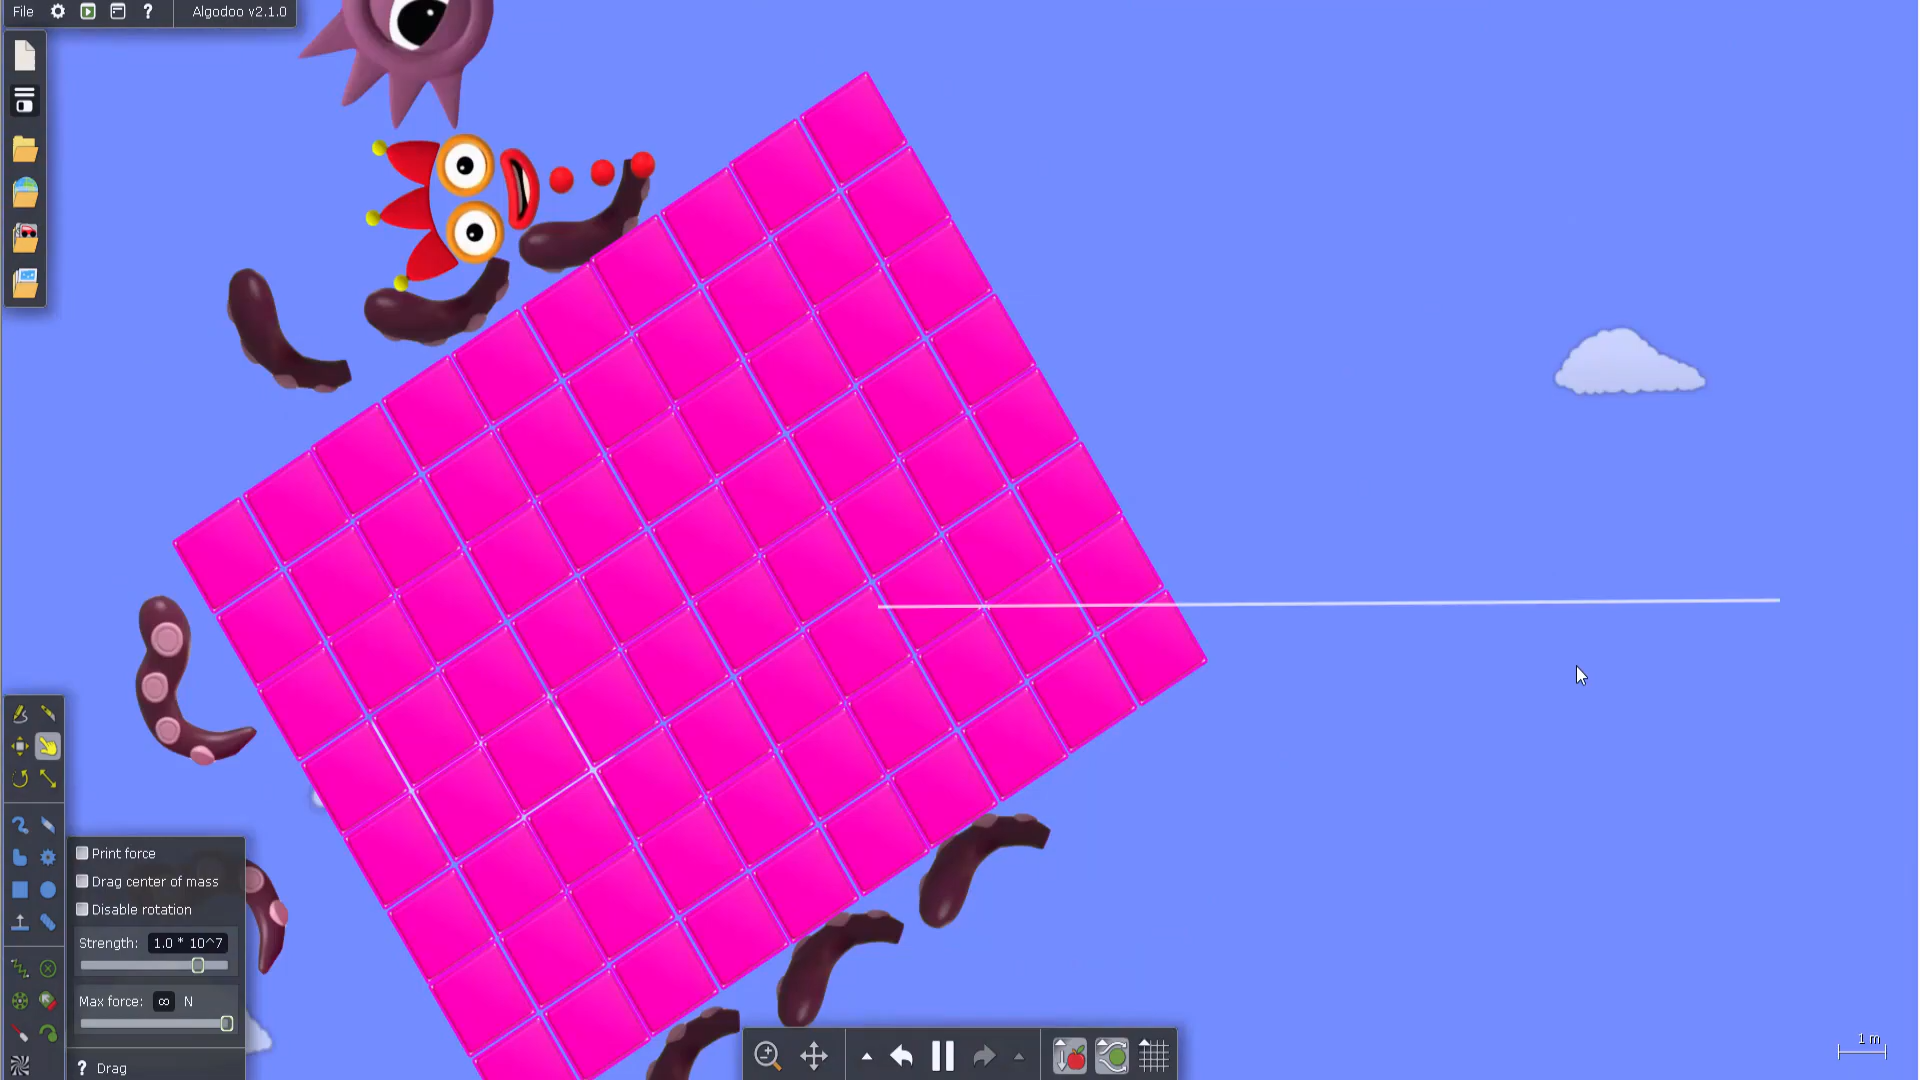 File ? Algodoo v2.1.0
Print force
Drag center of mass
Disable rotation
Strength: 1.0 * 10^7
Max force: ∞ N
? Drag
1 m